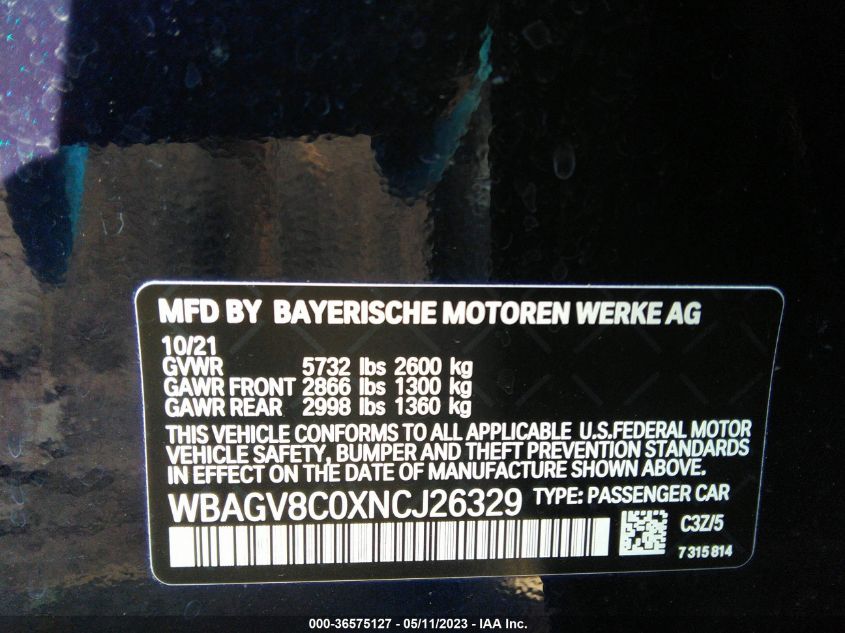 MFD BY BAYERISCHE MOTOREN WERKE AG
10/21
GVWR 5732 lbs 2600 kg
GAWR FRONT 2866 lbs 1300 kg
GAWR REAR 2998 lbs 1360 kg
THIS VEHICLE CONFORMS TO ALL APPLICABLE U.S.FEDERAL MOTOR
VEHICLE SAFETY, BUMPER AND THEFT PREVENTION STANDARDS
IN EFFECT ON THE DATE OF MANUFACTURE SHOWN ABOVE.
WBAGV8C0XNCJ26329 TYPE: PASSENGER CAR
C3Z/5
7 315 814
000-36575127 - 05/11/2023 - IAA Inc.